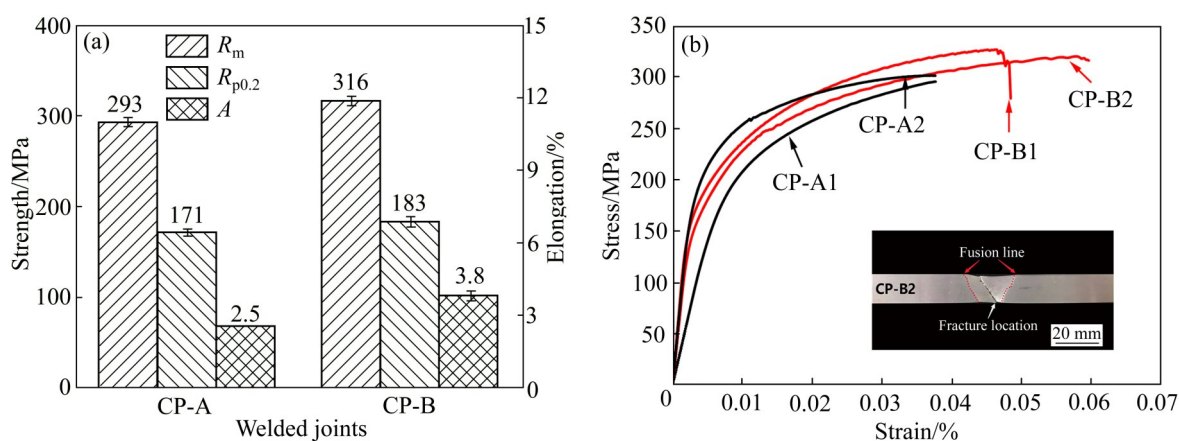 (a)
Rm
Rp0.2
A
293
171
2.5
316
183
3.8
Strength/MPa
400
300
200
100
0
Elongation/%
15
12
9
6
3
0
CP-A
CP-B
Welded joints
(b)
Stress/MPa
350
300
250
200
150
100
50
0
0.01
0.02
0.03
0.04
0.05
0.06
0.07
Strain/%
CP-A2
CP-A1
CP-B1
CP-B2
Fusion line
CP-B2
Fracture location
20 mm